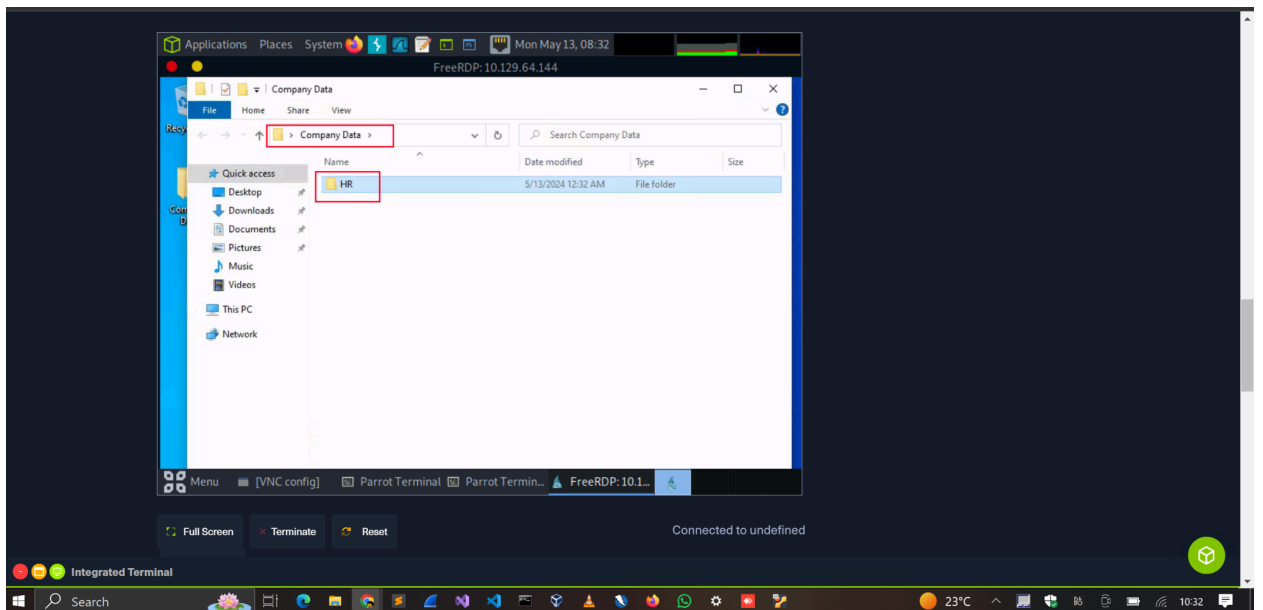 Applications Places System Mon May 13, 08:32
FreeRDP: 10.129.64.144
Company Data
File Home Share View
Company Data
Search Company Data
Name Date modified Type Size
Quick access
HR 5/13/2024 12:32 AM File folder
Desktop
Downloads
Documents
Pictures
Music
Videos
This PC
Network
Menu [VNC config] Parrot Terminal Parrot Termin... FreeRDP: 10.1...
Full Screen Terminate Reset Connected to undefined
Integrated Terminal
Search 23°C 10:32